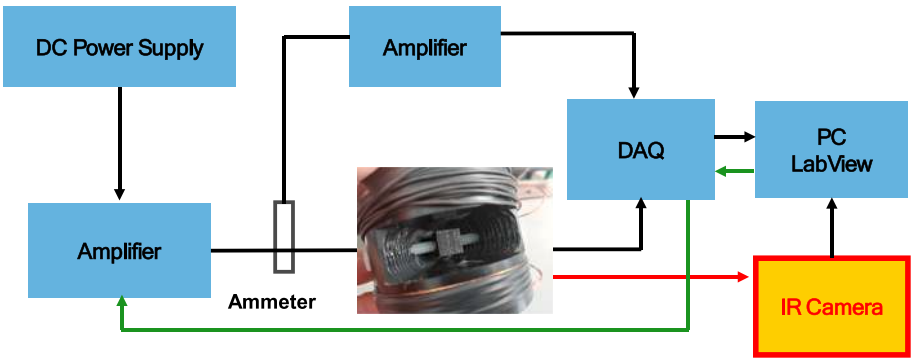 DC Power Supply
Amplifier
DAQ
PC
LabView
Amplifier
Ammeter
IR Camera